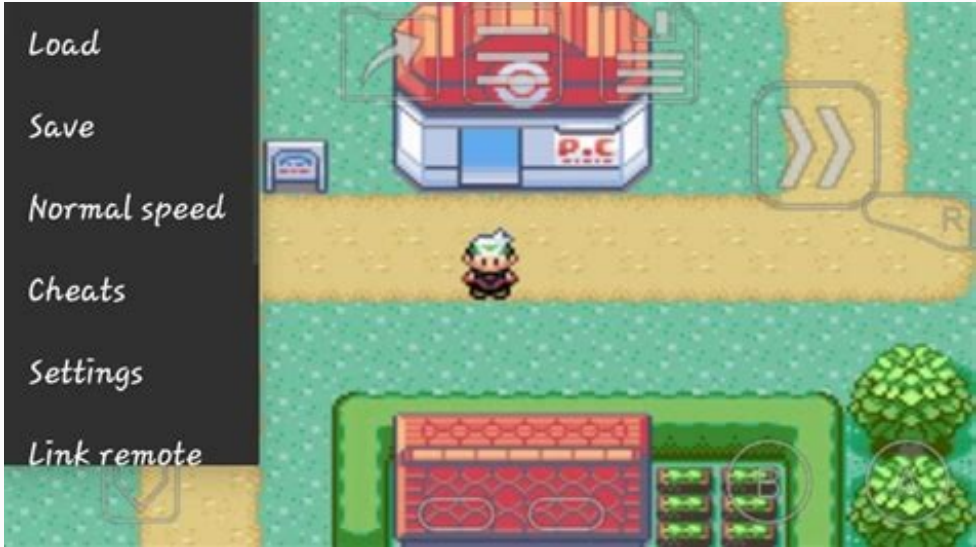 Load
Save
Normal speed
Cheats
Settings
Link remote
P.C
R
B
A